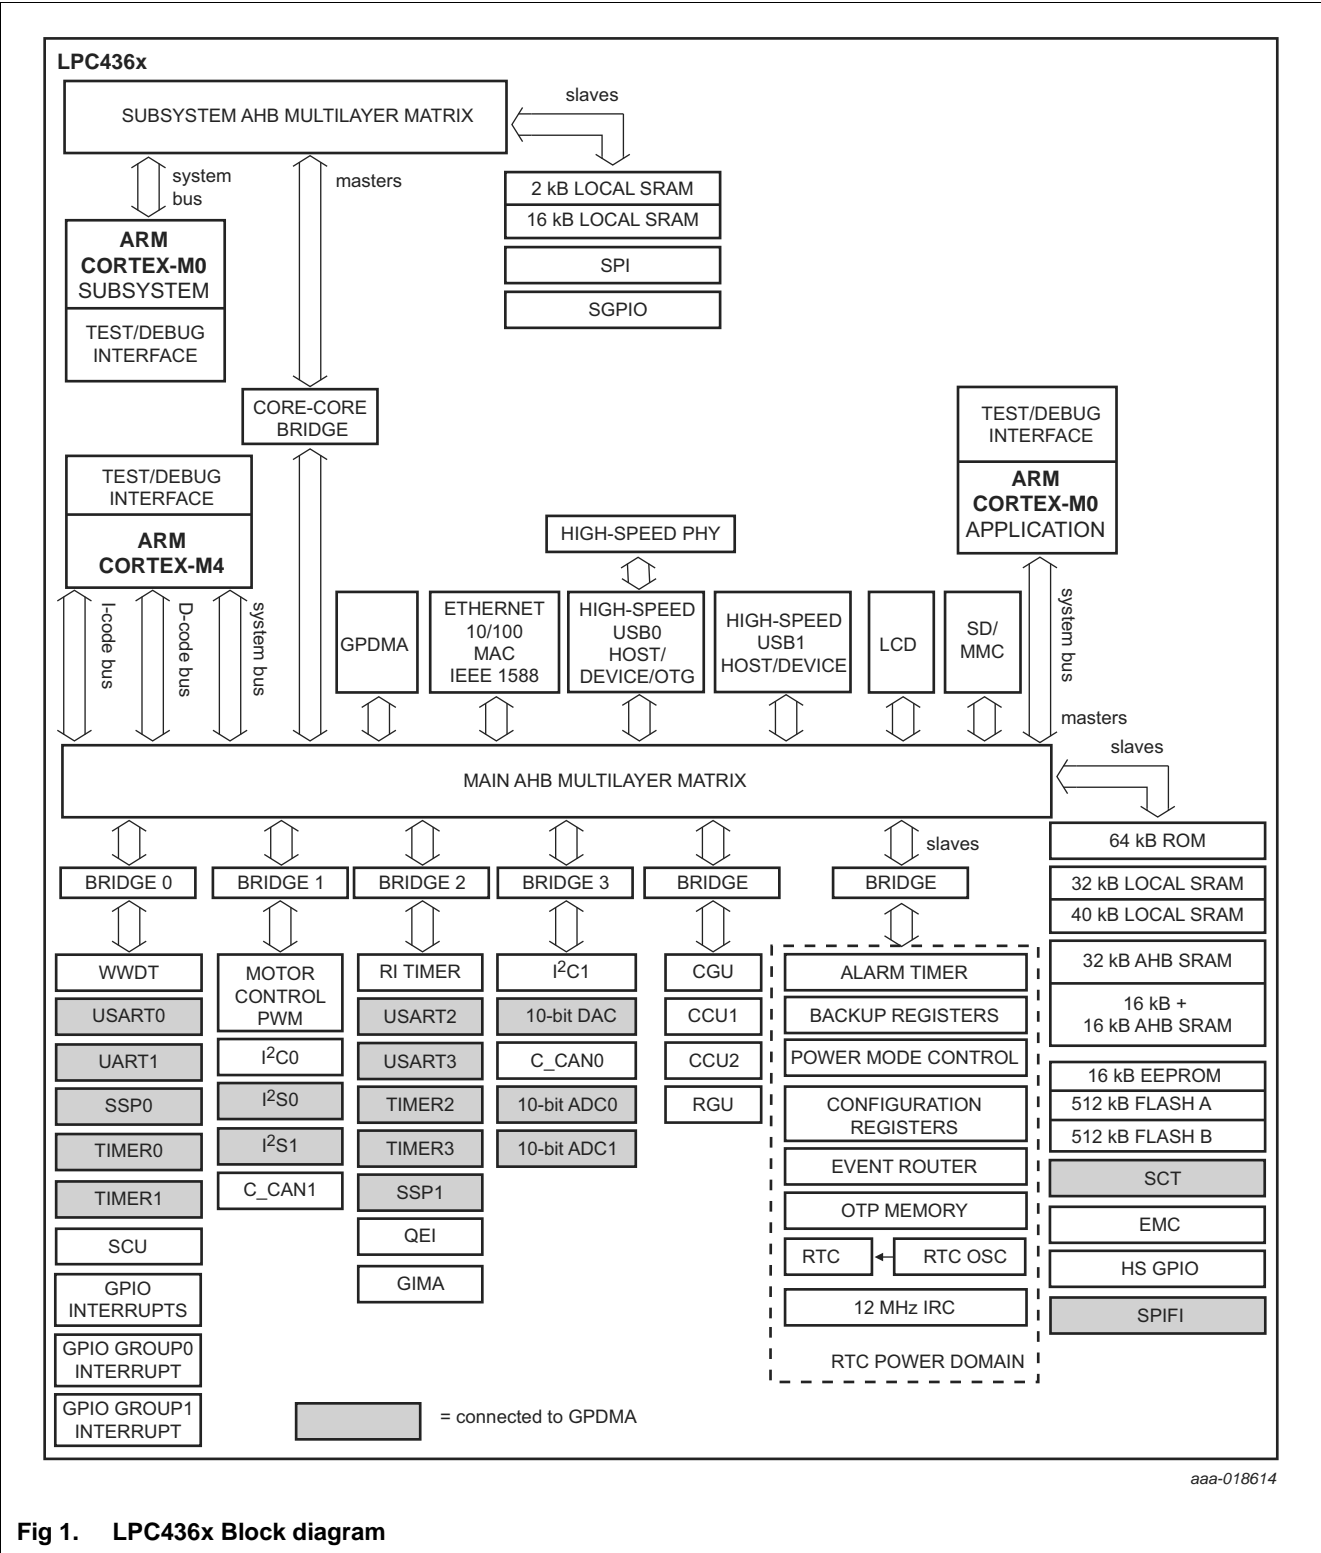 LPC436x
SUBSYSTEM AHB MULTILAYER MATRIX
slaves
system
bus
masters
2 kB LOCAL SRAM
16 kB LOCAL SRAM
SPI
SGPIO
ARM
CORTEX-M0
SUBSYSTEM
TEST/DEBUG
INTERFACE
CORE-CORE
BRIDGE
TEST/DEBUG
INTERFACE
ARM
CORTEX-M0
APPLICATION
TEST/DEBUG
INTERFACE
ARM
CORTEX-M4
I-code bus
D-code bus
system bus
HIGH-SPEED PHY
GPDMA
ETHERNET
10/100
MAC
IEEE 1588
HIGH-SPEED
USB0
HOST/
DEVICE/OTG
HIGH-SPEED
USB1
HOST/DEVICE
LCD
SD/
MMC
system bus
masters
slaves
MAIN AHB MULTILAYER MATRIX
slaves
BRIDGE 0
BRIDGE 1
BRIDGE 2
BRIDGE 3
BRIDGE
BRIDGE
WWDT
USART0
UART1
SSP0
TIMER0
TIMER1
SCU
GPIO
INTERRUPTS
GPIO GROUP0
INTERRUPT
GPIO GROUP1
INTERRUPT
MOTOR
CONTROL
PWM
I2C0
I2S0
I2S1
C_CAN1
RI TIMER
USART2
USART3
TIMER2
TIMER3
SSP1
QEI
GIMA
I2C1
10-bit DAC
C_CAN0
10-bit ADC0
10-bit ADC1
CGU
CCU1
CCU2
RGU
ALARM TIMER
BACKUP REGISTERS
POWER MODE CONTROL
CONFIGURATION
REGISTERS
EVENT ROUTER
OTP MEMORY
RTC
RTC OSC
12 MHz IRC
RTC POWER DOMAIN
64 kB ROM
32 kB LOCAL SRAM
40 kB LOCAL SRAM
32 kB AHB SRAM
16 kB +
16 kB AHB SRAM
16 kB EEPROM
512 kB FLASH A
512 kB FLASH B
SCT
EMC
HS GPIO
SPIFI
= connected to GPDMA
aaa-018614
Fig 1. LPC436x Block diagram